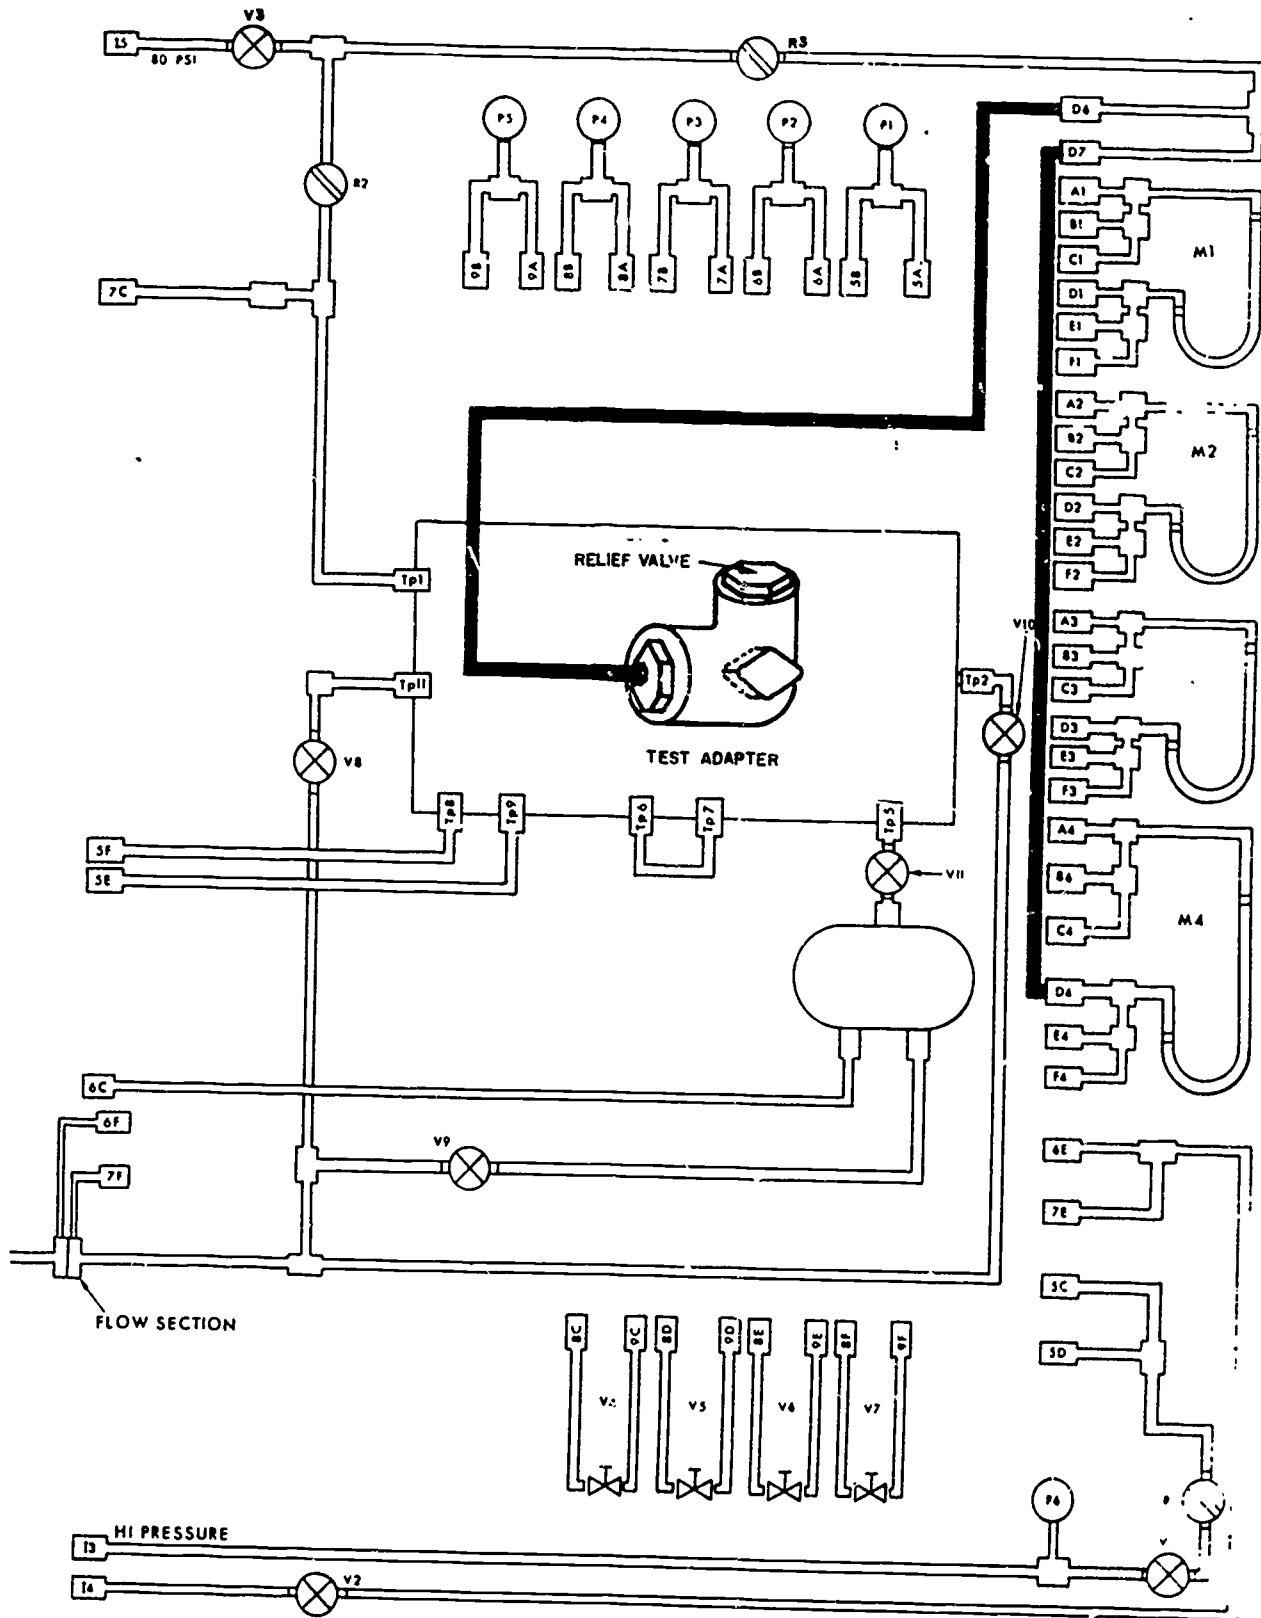 V3
I5
80 PSI
R3
D6
P5
P4
P3
P2
P1
D7
R2
A1
B1
M1
C1
9B
9A
8B
8A
7B
7A
6B
6A
5B
5A
7C
D1
E1
F1
A2
B2
M2
C2
D2
RELIEF VALVE
E2
Tp1
F2
A3
V10
B3
Tp11
Tp2
C3
D3
TEST ADAPTER
V8
E3
F3
Tp8
Tp9
Tp6
Tp7
Tp5
A4
5F
V11
5E
C4
M4
D4
E4
F4
6C
6F
V9
6E
7F
7E
5C
FLOW SECTION
8C
9C
8D
9D
8E
9E
8F
9F
5D
V5
V6
V7
P6
HI PRESSURE
I3
V
I4
V2